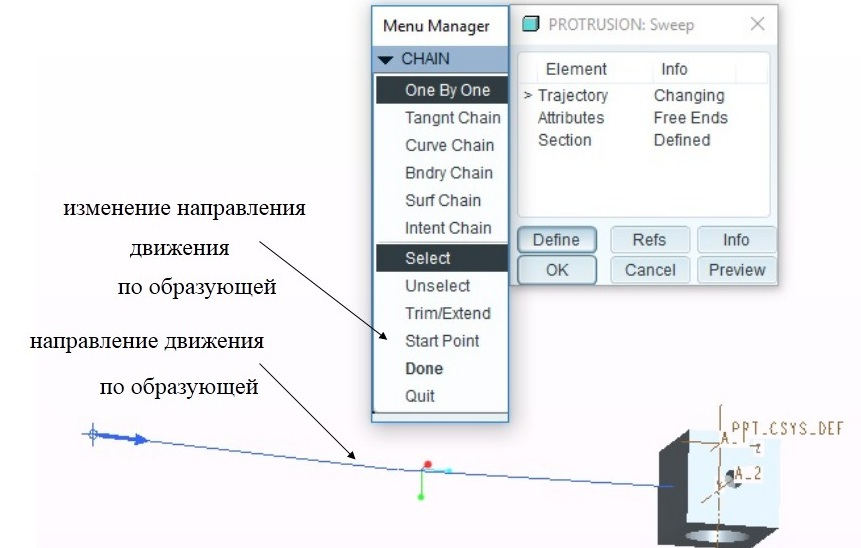 Menu Manager
CHAIN
One By One
Tangnt Chain
Curve Chain
Bndry Chain
Surf Chain
Intent Chain
Select
Unselect
Trim/Extend
Start Point
Done
Quit
PROTRUSION: Sweep
Element Info
> Trajectory Changing
Attributes Free Ends
Section Defined
Define Refs Info
OK Cancel Preview
изменение направления
движения
по образующей
направление движения
по образующей
PPT_CSYS_DEF
A_1
z
A_2